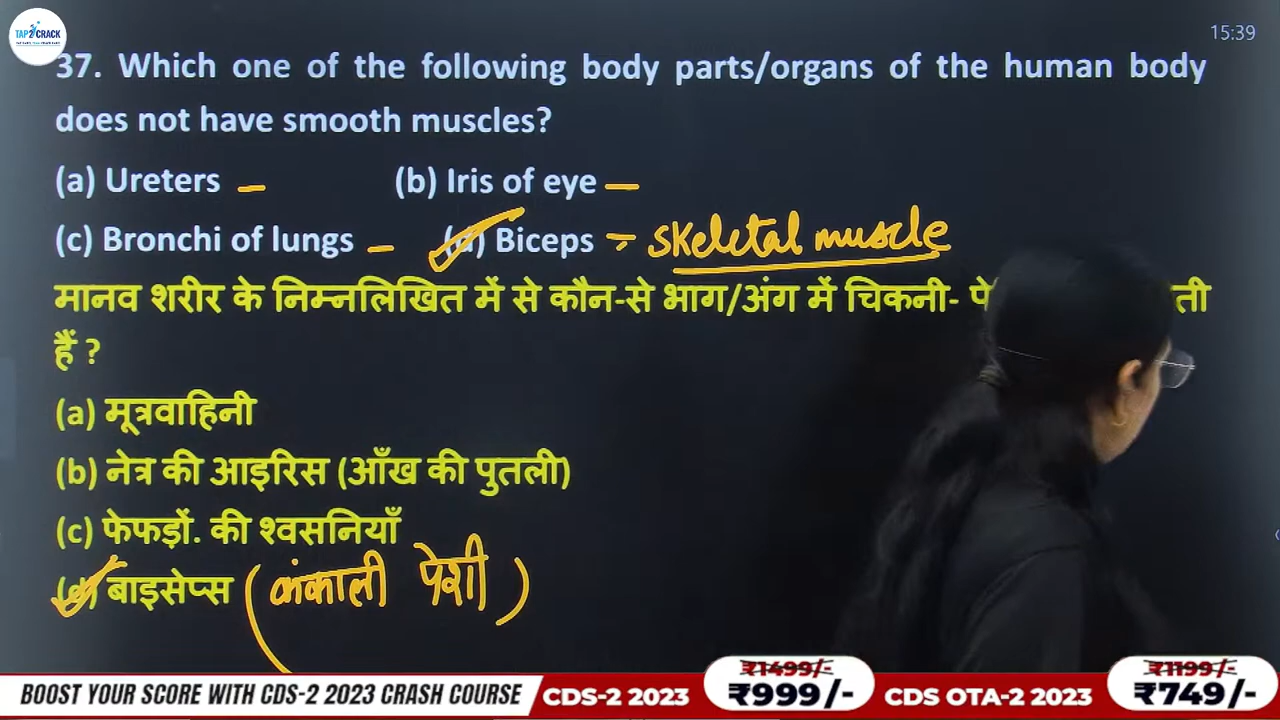 TAP2CRACK
15:39
37. Which one of the following body parts/organs of the human body
does not have smooth muscles?
(a) Ureters –
(b) Iris of eye –
(c) Bronchi of lungs –
(d) Biceps – skeletal muscle
मानव शरीर के निम्नलिखित में से कौन-से भाग/अंग में चिकनी-
हैं ?
(a) मूत्रवाहिनी
(b) नेत्र की आइरिस (आँख की पुतली)
(c) फेफड़ों. की श्वसनियाँ
(d) बाइसेप्स (कंकाली पेशी)
BOOST YOUR SCORE WITH CDS-2 2023 CRASH COURSE CDS-2 2023 ₹1499/- ₹999/- CDS OTA-2 2023 ₹1199/- ₹749/-